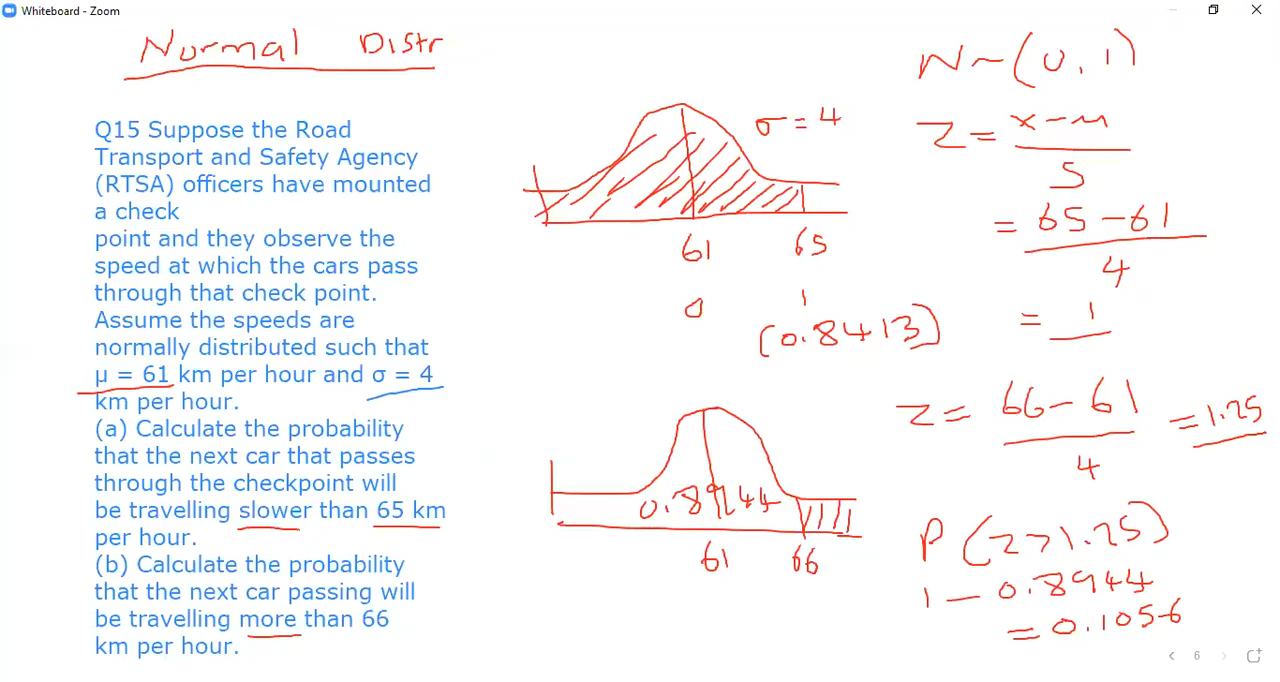 Whiteboard - Zoom
Normal Distr
Q15 Suppose the Road
Transport and Safety Agency
(RTSA) officers have mounted
a check
point and they observe the
speed at which the cars pass
through that check point.
Assume the speeds are
normally distributed such that
μ = 61 km per hour and σ = 4
km per hour.
(a) Calculate the probability
that the next car that passes
through the checkpoint will
be travelling slower than 65 km
per hour.
(b) Calculate the probability
that the next car passing will
be travelling more than 66
km per hour.
σ = 4
61 65
0 1
(0.8413)
0.8944
61 66
N~(0,1)
Z = x-μ
S
= 65-61
4
= 1
Z = 66-61 = 1.25
4
P(Z>1.25)
1 - 0.8944
= 0.1056
6